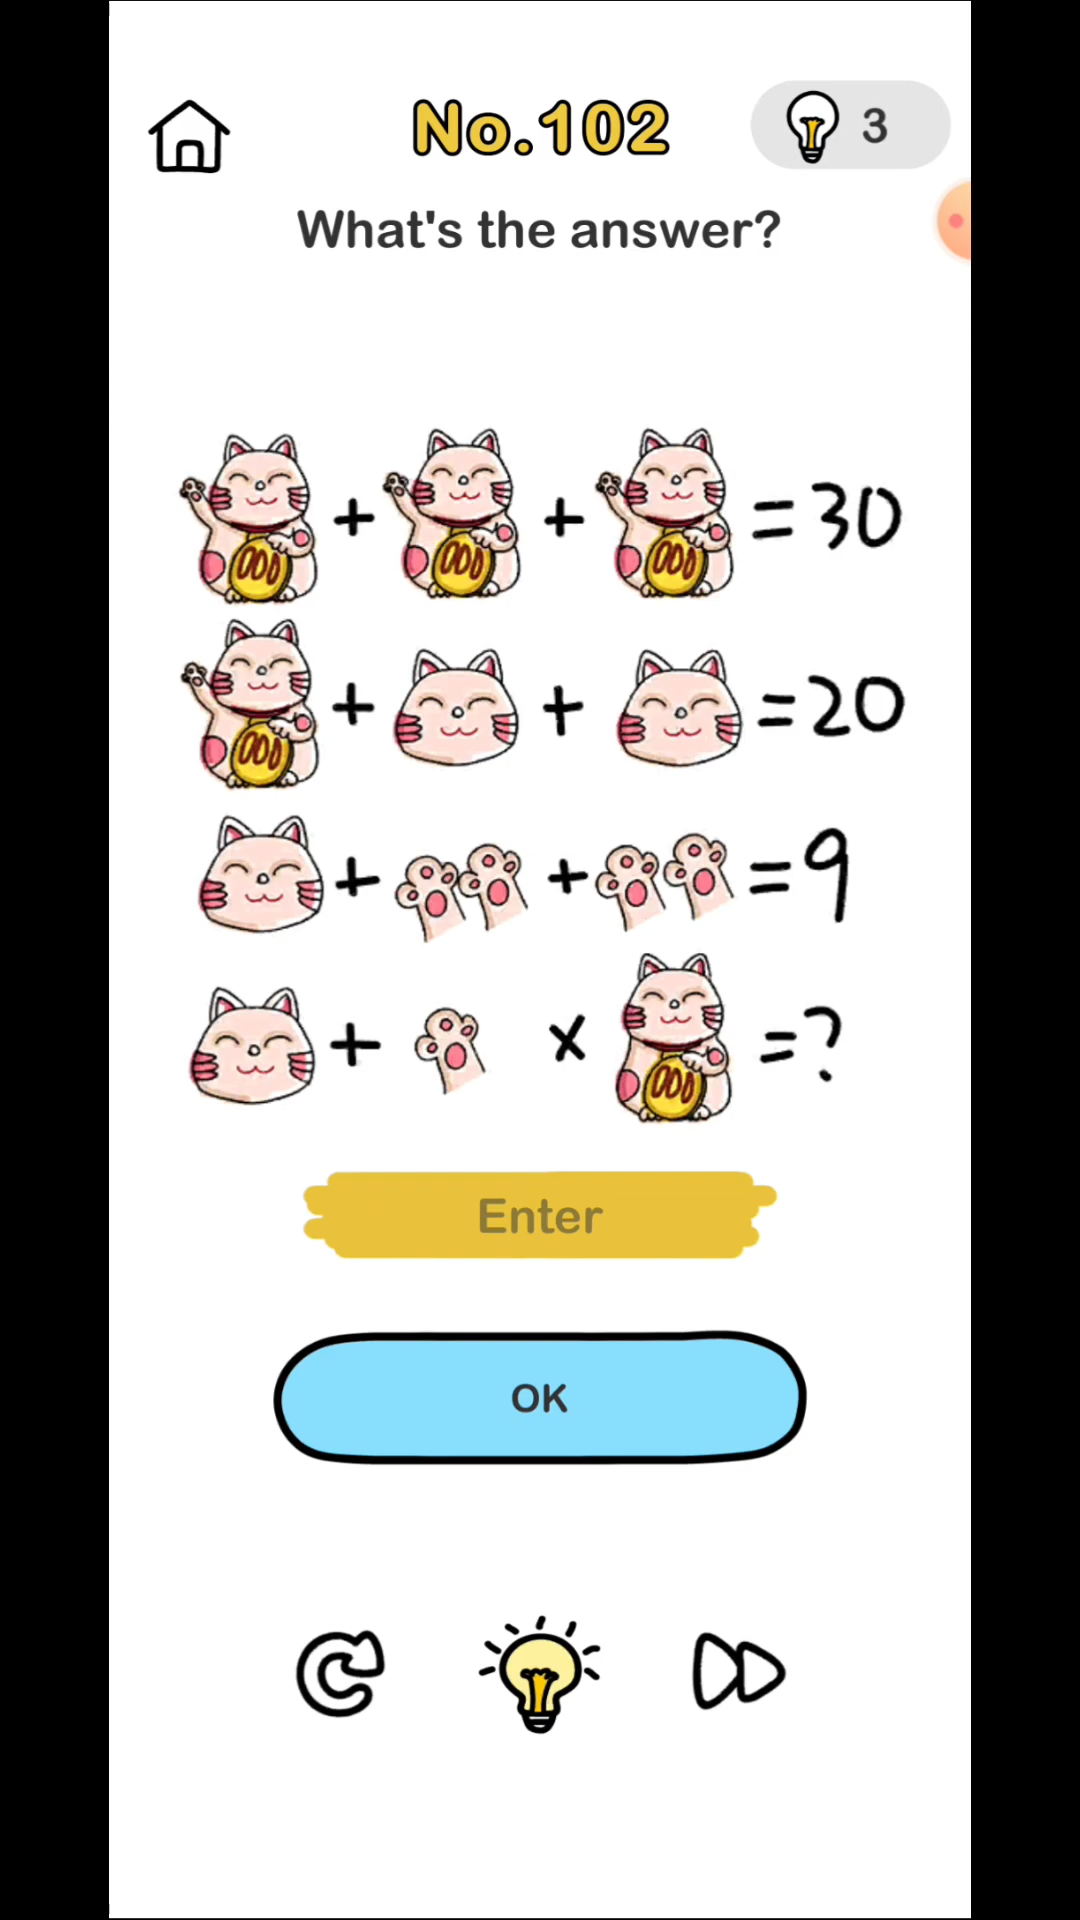 No.102
3
What's the answer?
+ + = 30
+ + = 20
+ + = 9
+ × = ?
Enter
OK